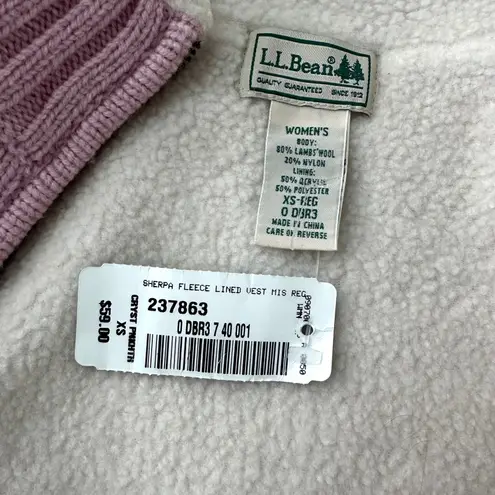 L.L.Bean
QUALITY GUARANTEED SINCE 1912
WOMEN'S
BODY:
80% LAMBS WOOL
20% NYLON
LINING:
50% ACRYLIC
50% POLYESTER
XS-REG
0 DBR3
MADE IN CHINA
CARE ON REVERSE
SHERPA FLEECE LINED VEST MIS REG
237863
0 DBR3 7 40 001
$59.00
XS